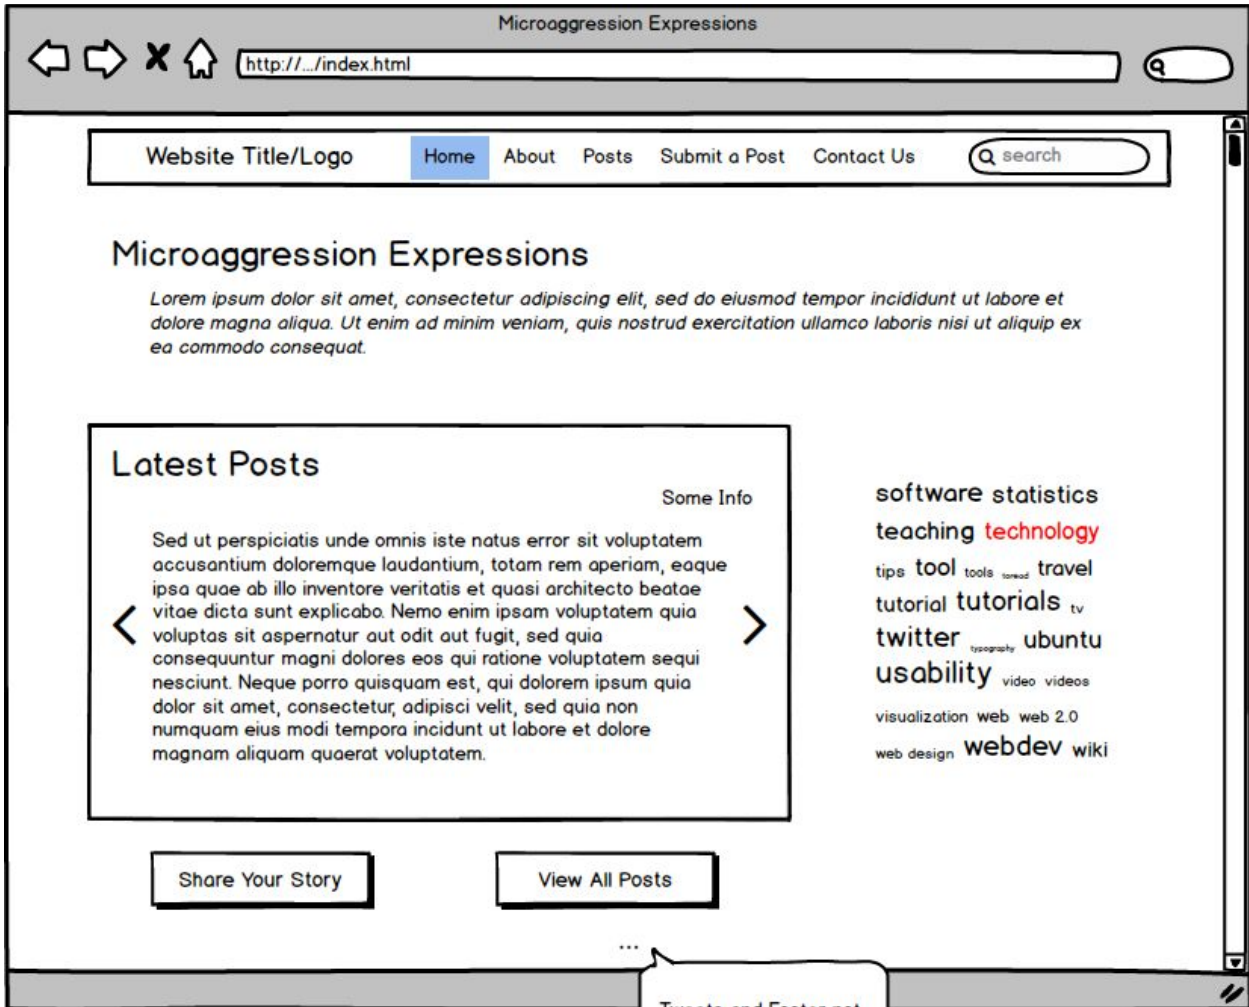 Microaggression Expressions
http://.../index.html
Website Title/Logo Home About Posts Submit a Post Contact Us search
Microaggression Expressions
Lorem ipsum dolor sit amet, consectetur adipiscing elit, sed do eiusmod tempor incididunt ut labore et
dolore magna aliqua. Ut enim ad minim veniam, quis nostrud exercitation ullamco laboris nisi ut aliquip ex
ea commodo consequat.
Latest Posts
Some Info
Sed ut perspiciatis unde omnis iste natus error sit voluptatem
accusantium doloremque laudantium, totam rem aperiam, eaque
ipsa quae ab illo inventore veritatis et quasi architecto beatae
vitae dicta sunt explicabo. Nemo enim ipsam voluptatem quia
voluptas sit aspernatur aut odit aut fugit, sed quia
consequuntur magni dolores eos qui ratione voluptatem sequi
nesciunt. Neque porro quisquam est, qui dolorem ipsum quia
dolor sit amet, consectetur, adipisci velit, sed quia non
numquam eius modi tempora incidunt ut labore et dolore
magnam aliquam quaerat voluptatem.
software statistics
teaching technology
tips tool tools toread travel
tutorial tutorials tv
twitter typography ubuntu
usability video videos
visualization web web 2.0
web design webdev wiki
Share Your Story
View All Posts
...